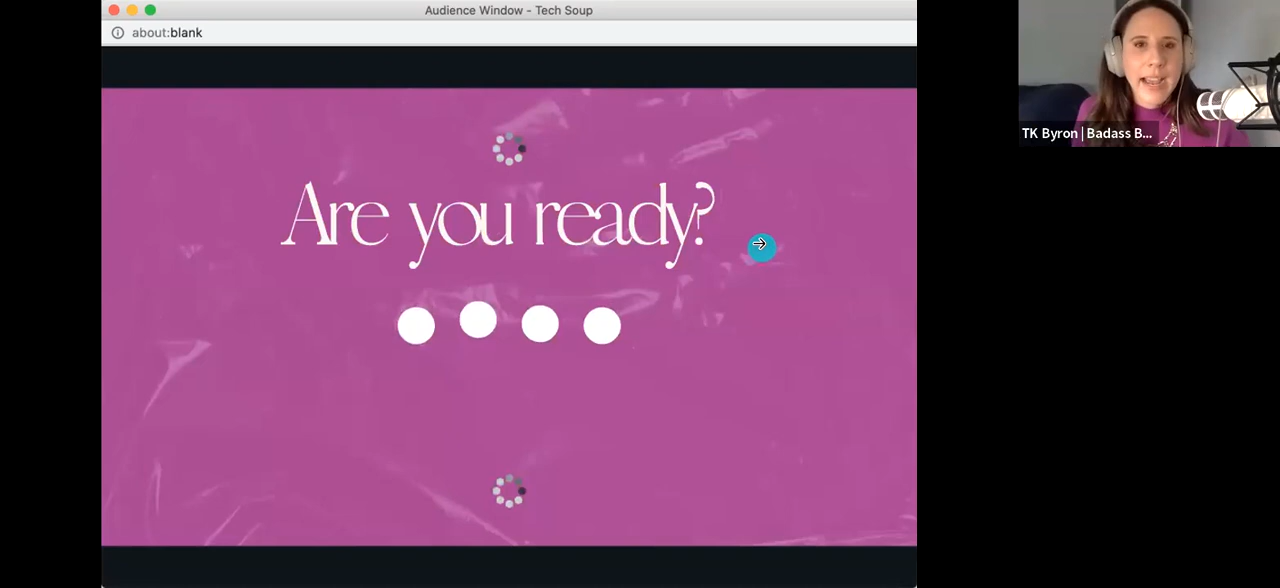 Audience Window - Tech Soup
about:blank
Are you ready?
TK Byron | Badass B...